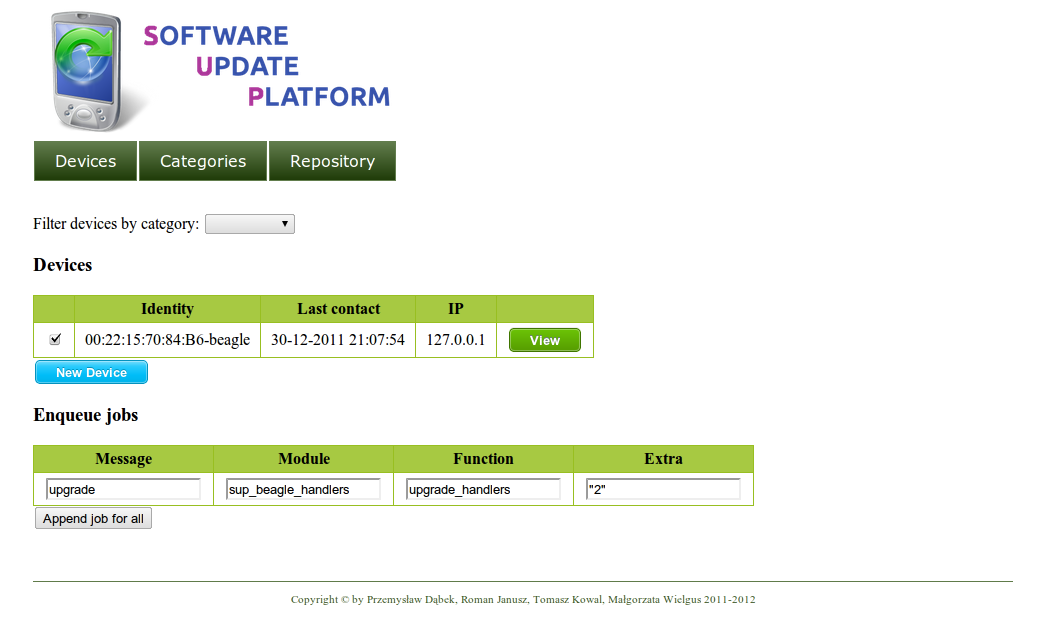 SOFTWARE
UPDATE
PLATFORM
Devices Categories Repository
Filter devices by category:
Devices
Identity Last contact IP
00:22:15:70:84:B6-beagle 30-12-2011 21:07:54 127.0.0.1 View
New Device
Enqueue jobs
Message Module Function Extra
upgrade sup_beagle_handlers upgrade_handlers "2"
Append job for all
Copyright © by Przemysław Dąbek, Roman Janusz, Tomasz Kowal, Małgorzata Wielgus 2011-2012